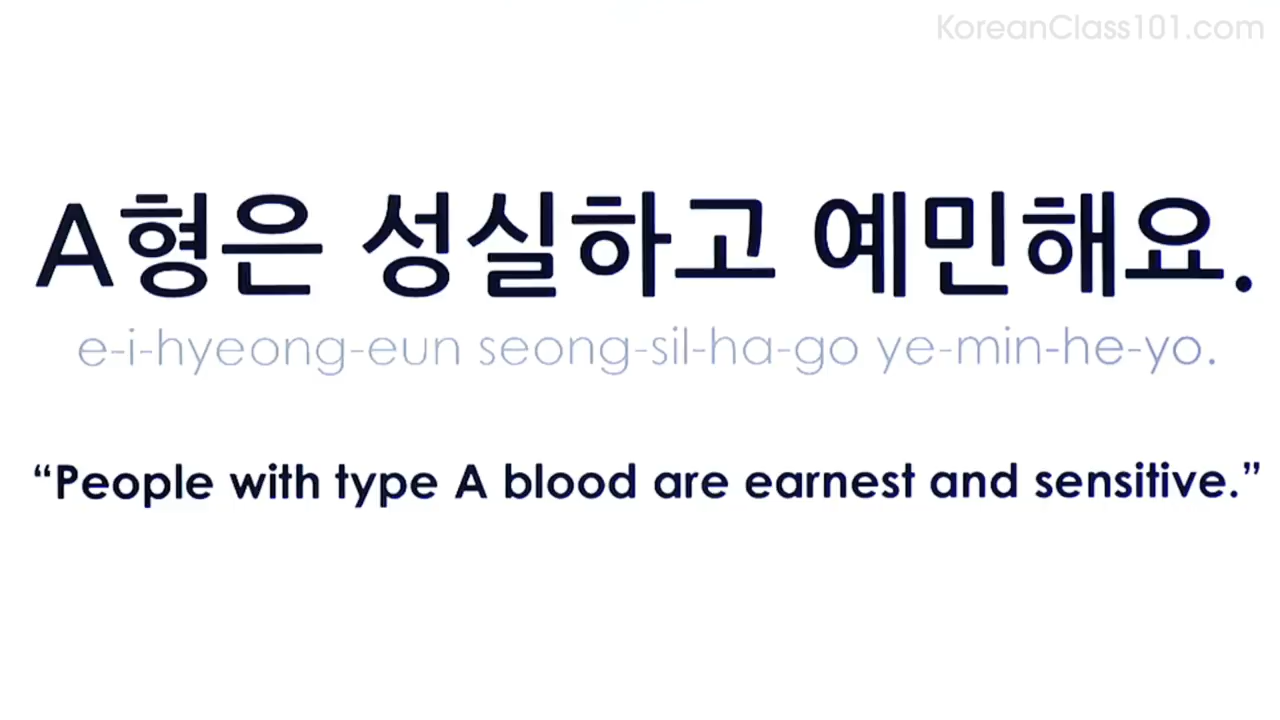 KoreanClass101.com
A형은 성실하고 예민해요.
e-i-hyeong-eun seong-sil-ha-go ye-min-he-yo.
“People with type A blood are earnest and sensitive.”